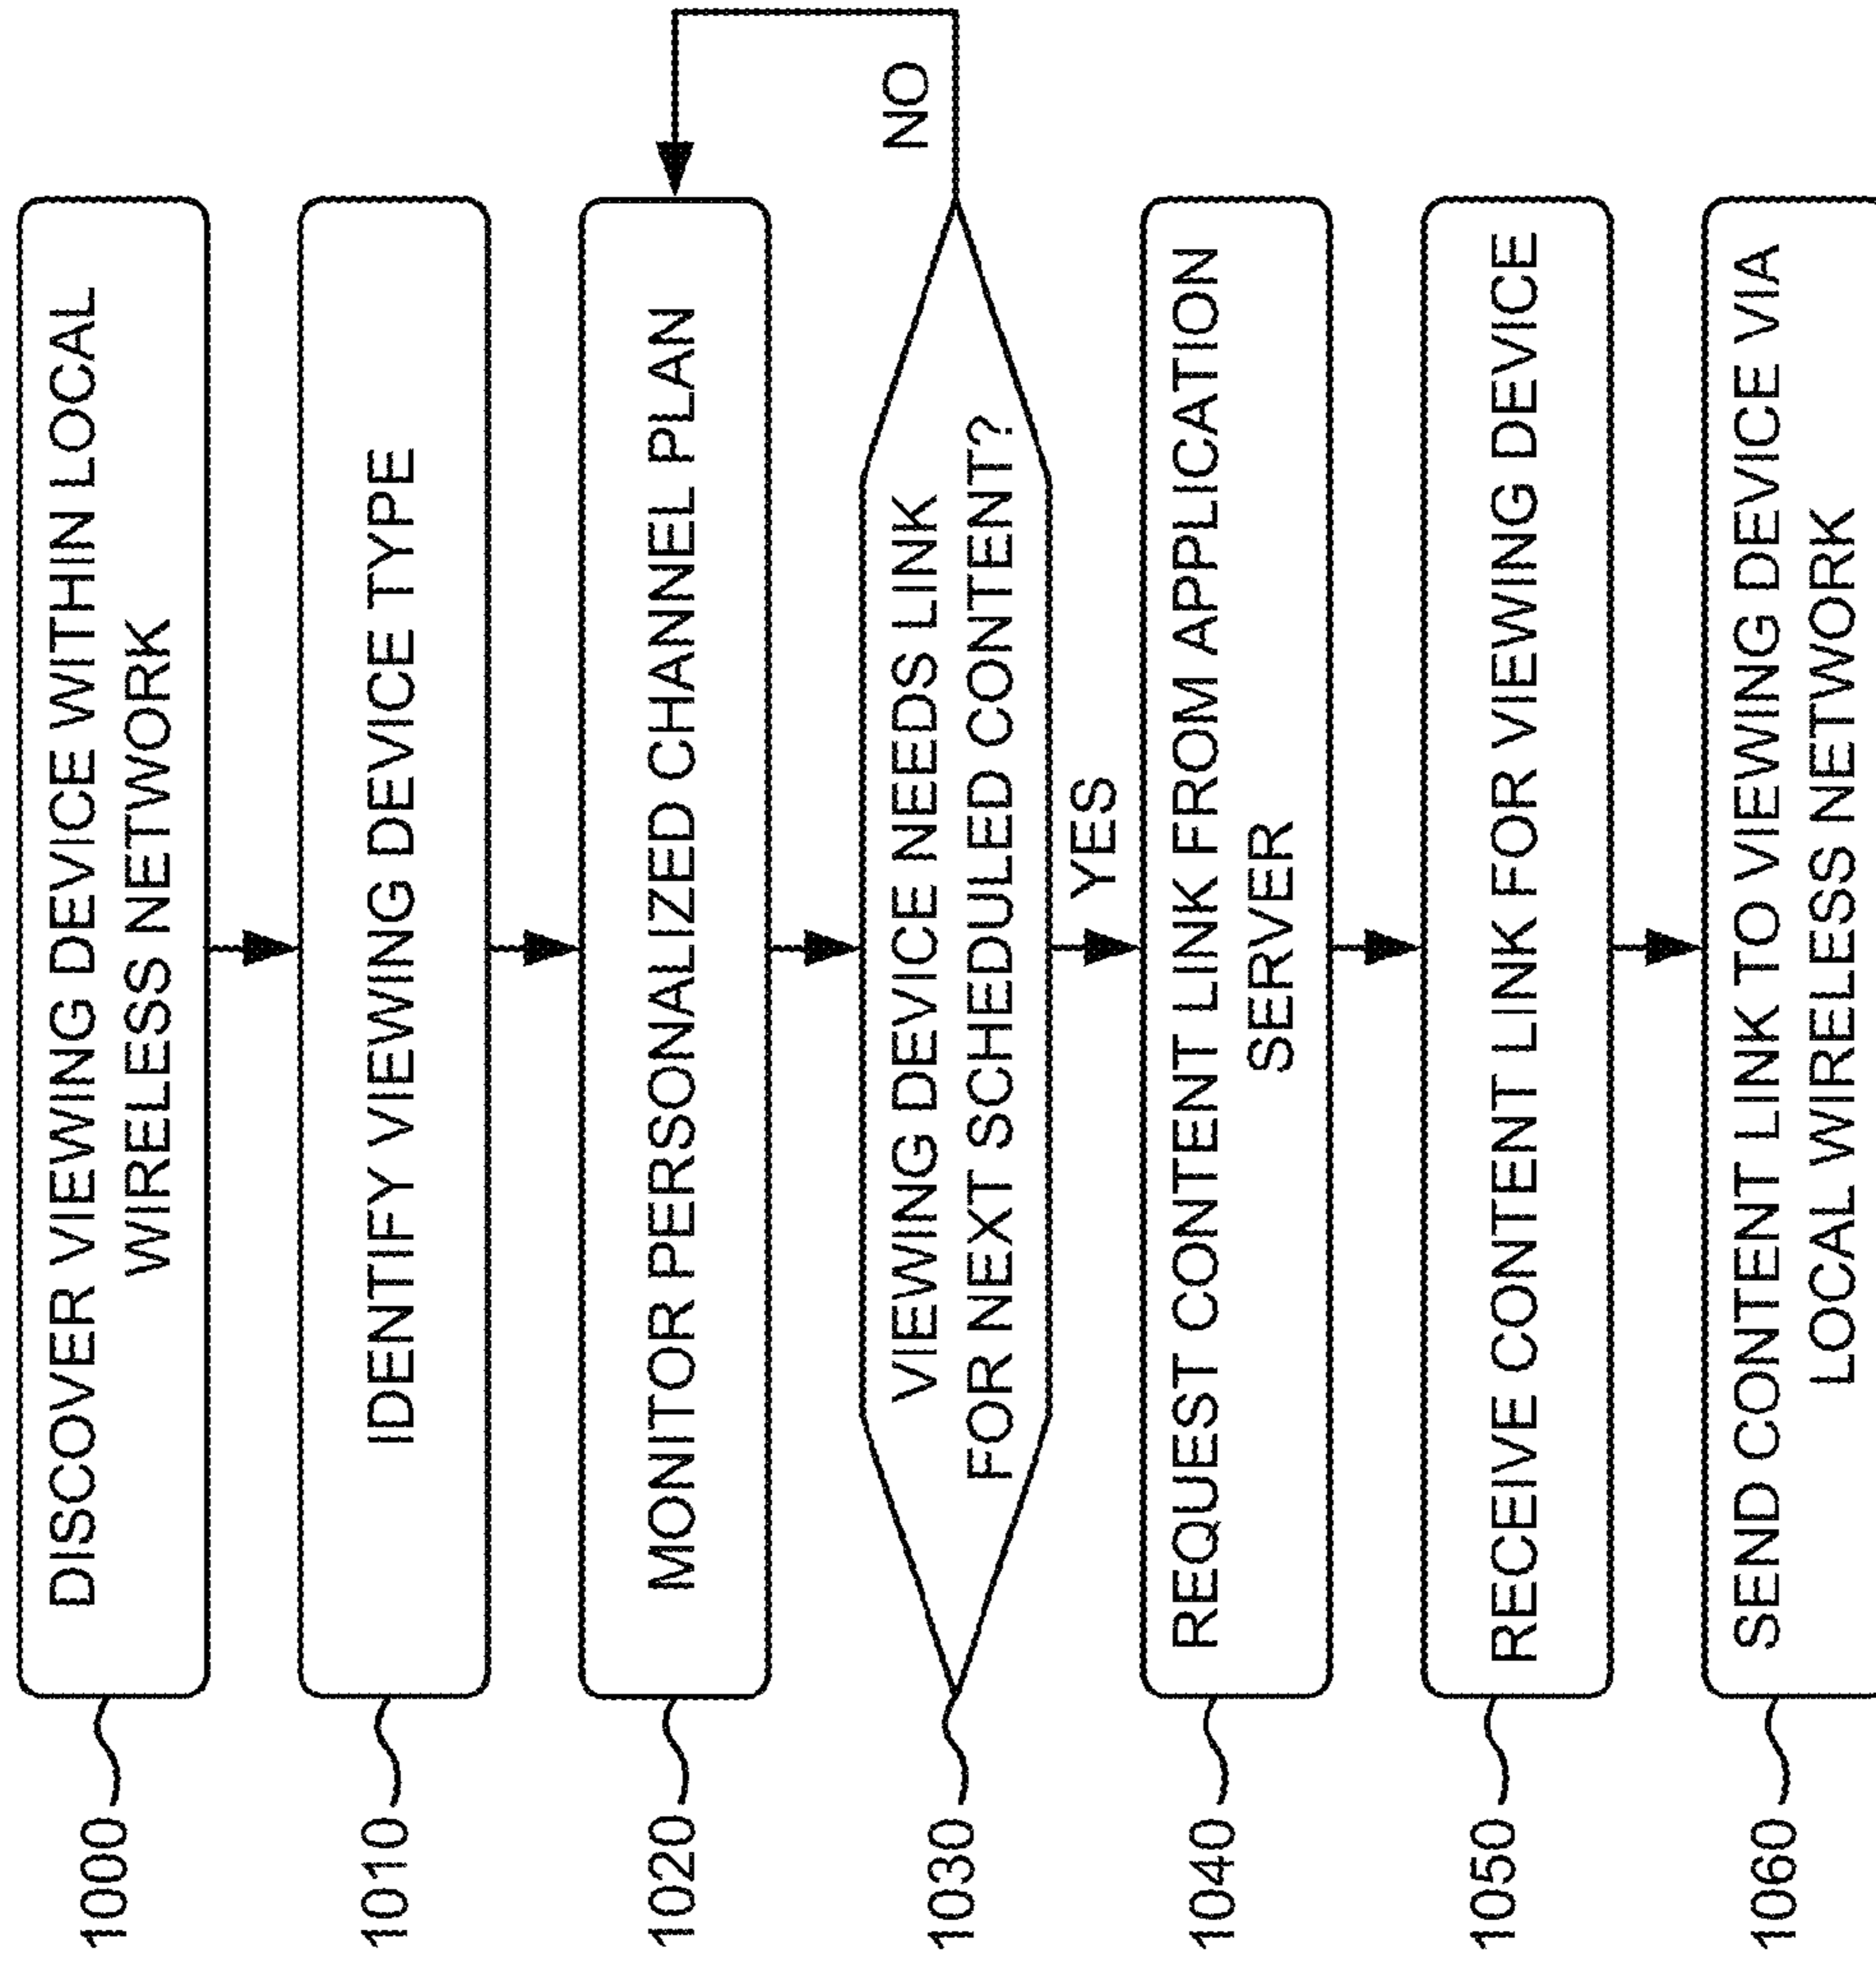 1000
DISCOVER VIEWING DEVICE WITHIN LOCAL
WIRELESS NETWORK
1010
IDENTIFY VIEWING DEVICE TYPE
1020
MONITOR PERSONALIZED CHANNEL PLAN
1030
VIEWING DEVICE NEEDS LINK
FOR NEXT SCHEDULED CONTENT?
NO
YES
1040
REQUEST CONTENT LINK FROM APPLICATION
SERVER
1050
RECEIVE CONTENT LINK FOR VIEWING DEVICE
1060
SEND CONTENT LINK TO VIEWING DEVICE VIA
LOCAL WIRELESS NETWORK